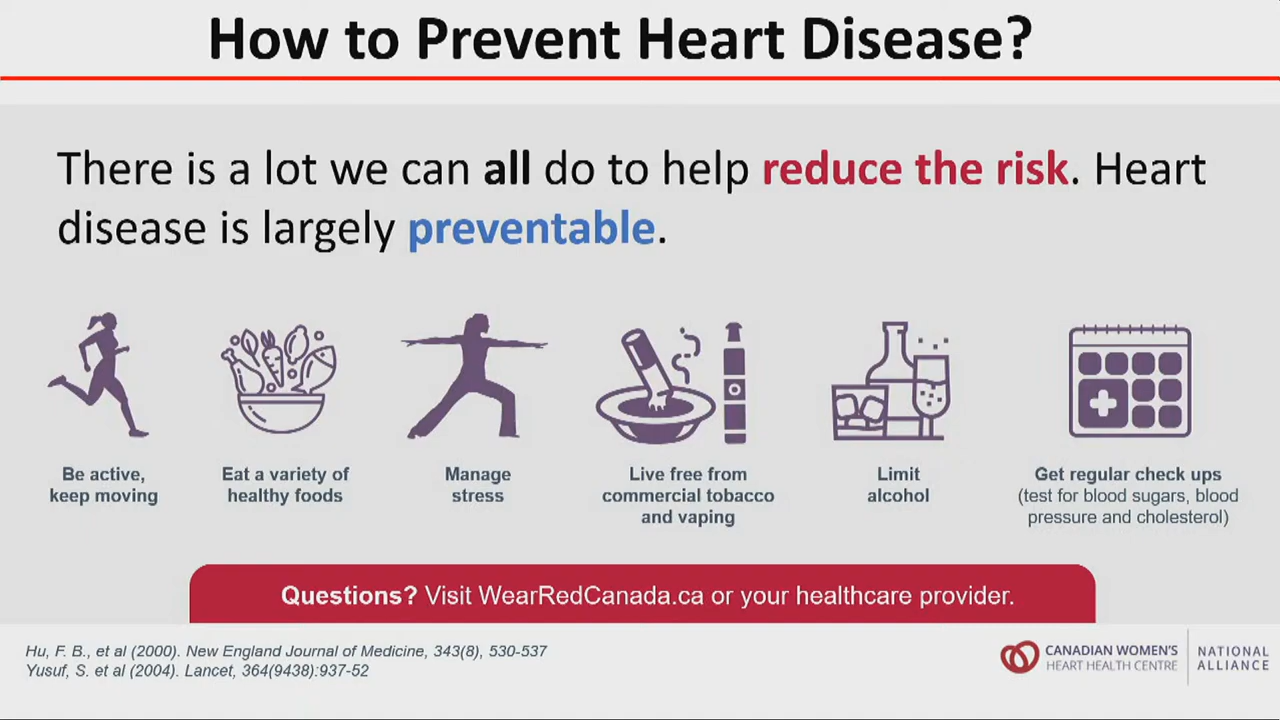 How to Prevent Heart Disease?
There is a lot we can all do to help reduce the risk. Heart
disease is largely preventable.
Be active,
keep moving
Eat a variety of
healthy foods
Manage
stress
Live free from
commercial tobacco
and vaping
Limit
alcohol
Get regular check ups
(test for blood sugars, blood
pressure and cholesterol)
Questions? Visit WearRedCanada.ca or your healthcare provider.
Hu, F. B., et al (2000). New England Journal of Medicine, 343(8), 530-537
Yusuf, S. et al (2004). Lancet, 364(9438):937-52
CANADIAN WOMEN'S
HEART HEALTH CENTRE
NATIONAL
ALLIANCE